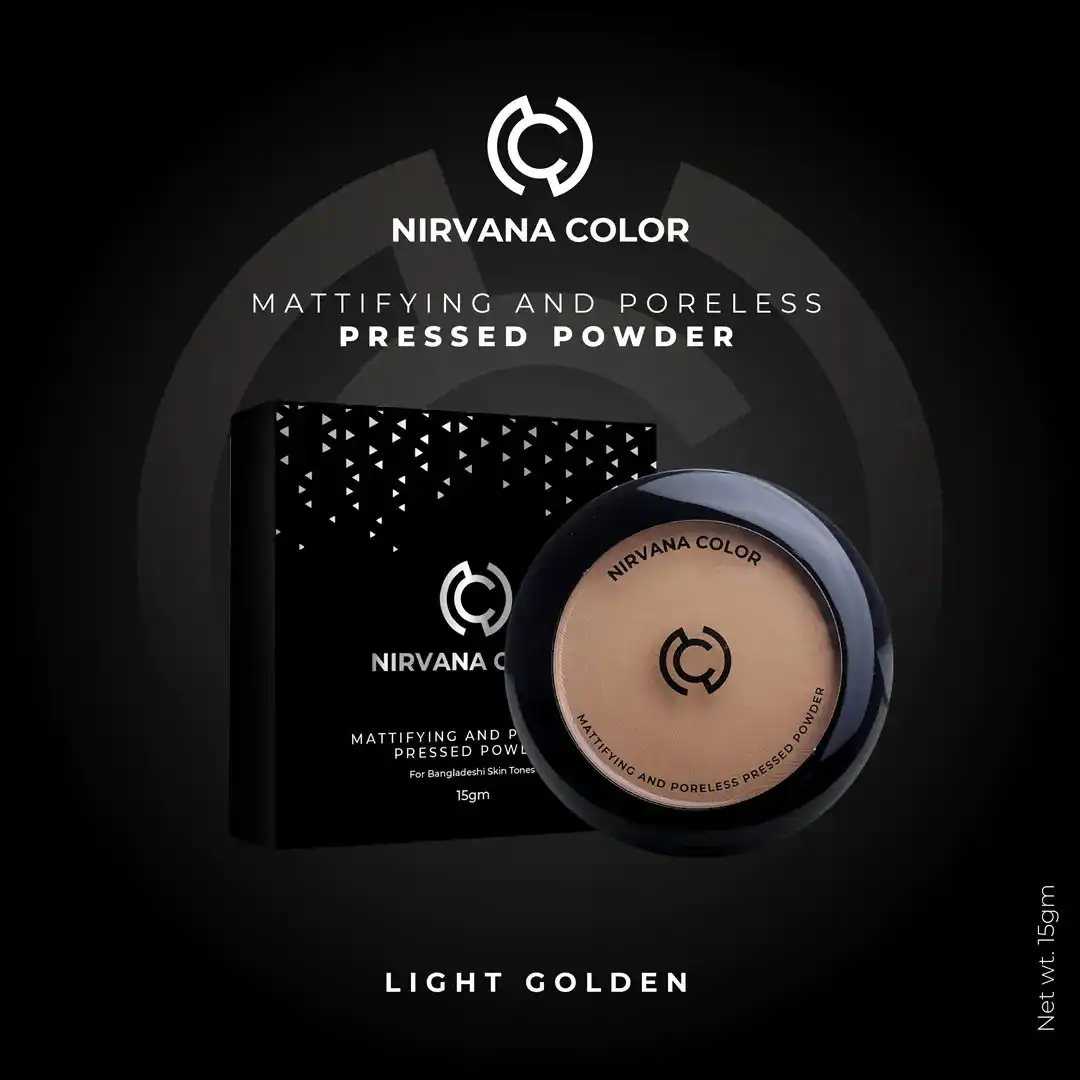 NIRVANA COLOR
MATTIFYING AND PORELESS
PRESSED POWDER
NIRVANA
MATTIFYING AND
PRESSED
For Bangladeshi Skin Tones
15gm
NIRVANA COLOR
MATTIFYING AND PORELESS PRESSED POWDER
LIGHT GOLDEN
Net wt. 15gm